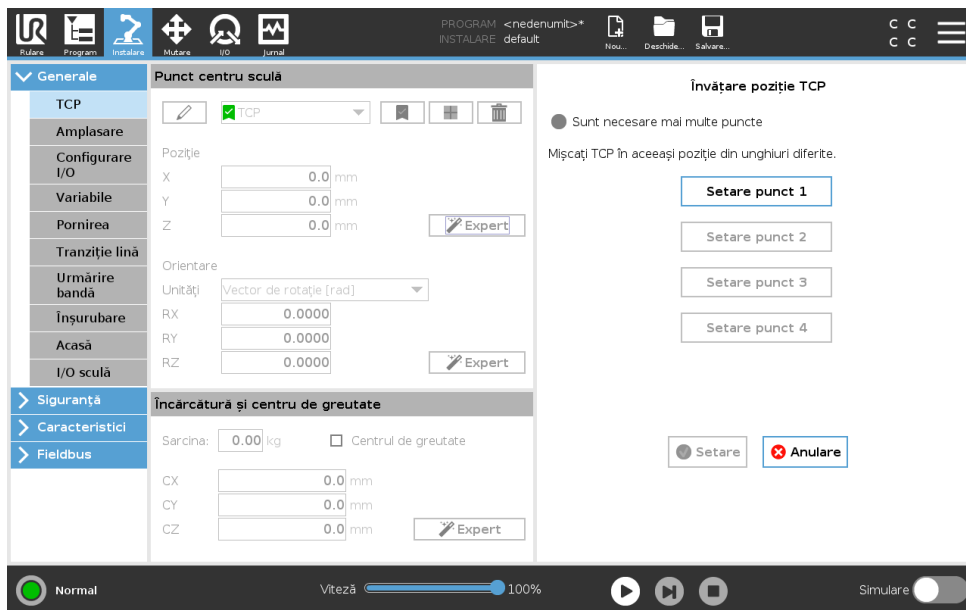 PROGRAM <nedenumit>*
INSTALARE default
Rulare
Program
Instalare
Mutare
I/O
Jurnal
Nou...
Deschide...
Salvare...
C C
C C
Generale
TCP
Amplasare
Configurare
I/O
Variabile
Pornirea
Tranziție lină
Urmărire
bandă
Înșurubare
Acasă
I/O sculă
Siguranță
Caracteristici
Fieldbus
Punct centru sculă
TCP
Poziție
X 0.0 mm
Y 0.0 mm
Z 0.0 mm
Expert
Orientare
Unități Vector de rotație [rad]
RX 0.0000
RY 0.0000
RZ 0.0000
Expert
Încărcătură și centru de greutate
Sarcina: 0.00 kg Centrul de greutate
CX 0.0 mm
CY 0.0 mm
CZ 0.0 mm
Expert
Învățare poziție TCP
Sunt necesare mai multe puncte
Mișcați TCP în aceeași poziție din unghiuri diferite.
Setare punct 1
Setare punct 2
Setare punct 3
Setare punct 4
Setare
Anulare
Normal
Viteză 100%
Simulare